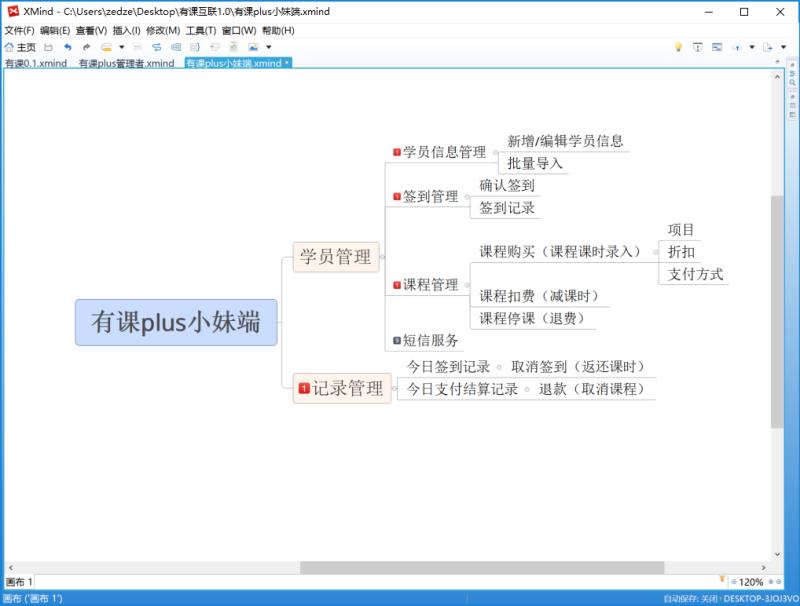 XMind - C:\Users\zedze\Desktop\有课互联1.0\有课plus小妹端.xmind
文件(F) 编辑(E) 查看(V) 插入(I) 修改(M) 工具(T) 窗口(W) 帮助(H)
主页
有课0.1.xmind 有课plus管理者.xmind 有课plus小妹端.xmind *
有课plus小妹端
学员管理
1 学员信息管理
新增/编辑学员信息
批量导入
1 签到管理
确认签到
签到记录
1 课程管理
课程购买（课程课时录入）
项目
折扣
支付方式
课程扣费（减课时）
课程停课（退费）
短信服务
1 记录管理
今日签到记录 取消签到（返还课时）
今日支付结算记录 退款（取消课程）
画布 1
120%
画布 ('画布 1')
自动保存: 关闭 DESKTOP-3JOJ3VO